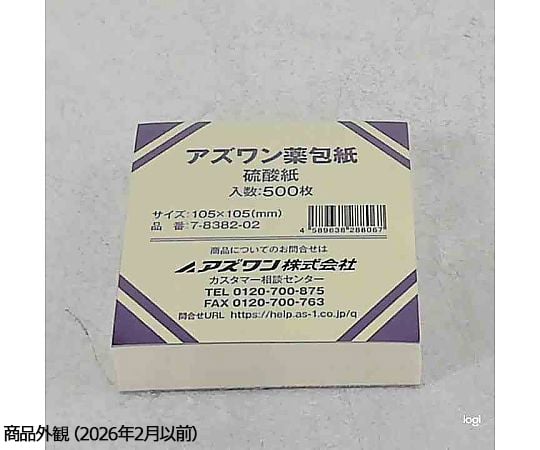 アズワン薬包紙
硫酸紙
入数:500枚
サイズ:105×105(mm)
品 番:7-8382-02
4 589638 288067
商品についてのお問合せは
アズワン株式会社
カスタマー相談センター
TEL 0120-700-875
FAX 0120-700-763
問合せURL https://help.as-1.co.jp/q
logi
商品外観（2026年2月以前）